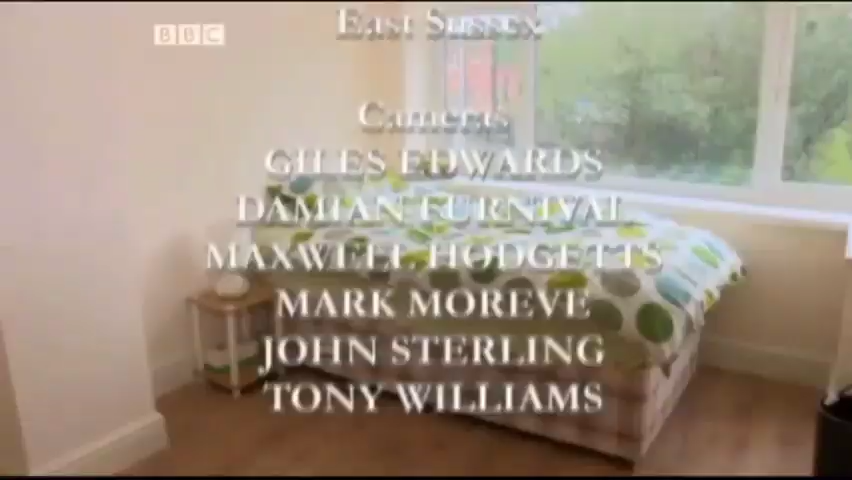 BBC
East Sussex
Cameras
GILES EDWARDS
DAMIAN FURNIVAL
MAXWELL HODGETTS
MARK MOREVE
JOHN STERLING
TONY WILLIAMS